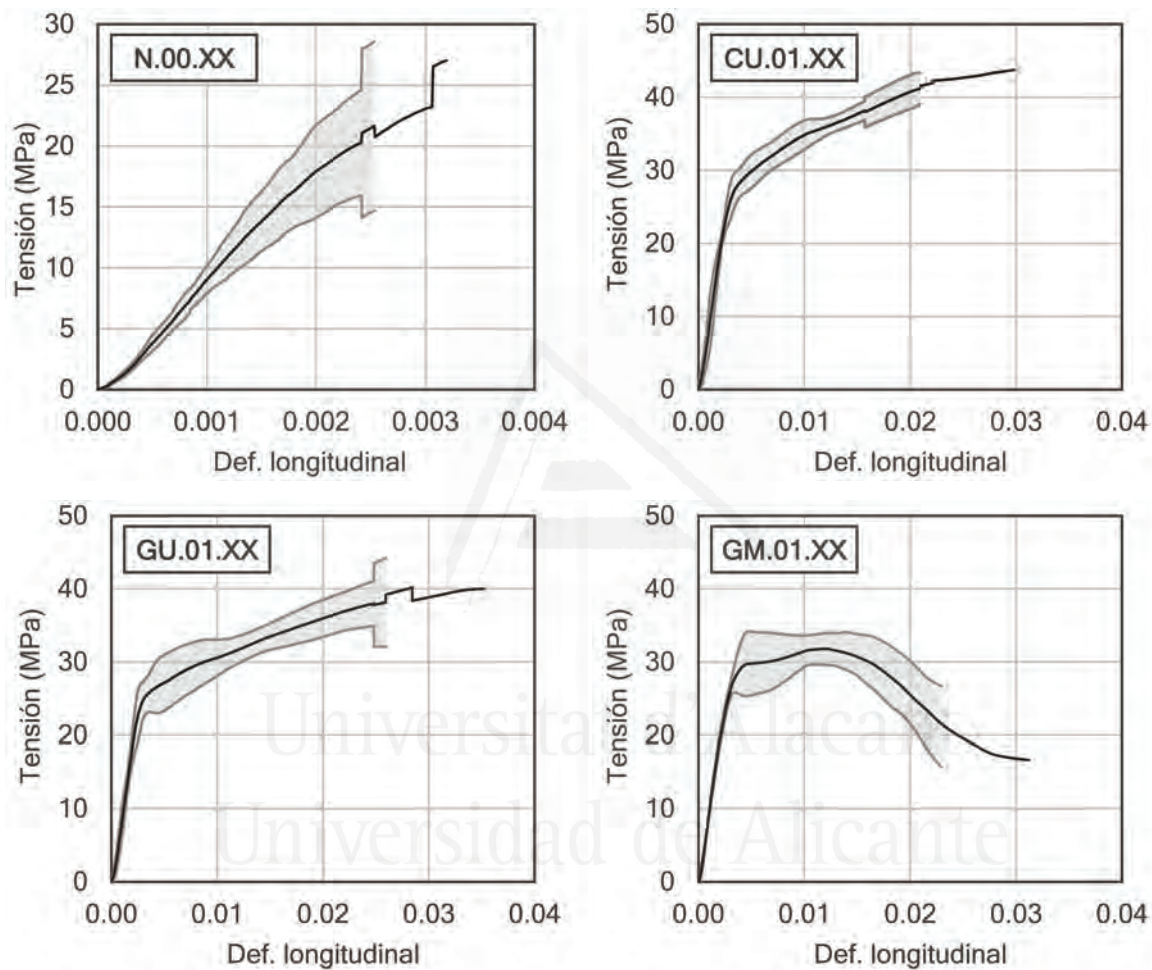 30
25
20
15
10
5
0
N.00.XX
Tensión (MPa)
0.000 0.001 0.002 0.003 0.004
Def. longitudinal
50
40
30
20
10
0
CU.01.XX
Tensión (MPa)
0.00 0.01 0.02 0.03 0.04
Def. longitudinal
50
40
30
20
10
0
GU.01.XX
Tensión (MPa)
0.00 0.01 0.02 0.03 0.04
Def. longitudinal
50
40
30
20
10
0
GM.01.XX
Tensión (MPa)
0.00 0.01 0.02 0.03 0.04
Def. longitudinal
Universitat d'Alacant
Universidad de Alicante